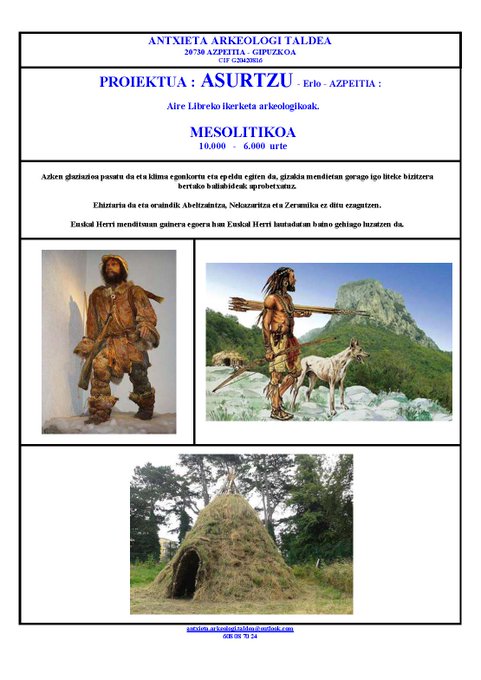 ANTXIETA ARKEOLOGI TALDEA
20730 AZPEITIA - GIPUZKOA
CIF G20420816
PROIEKTUA : ASURTZU - Erlo - AZPEITIA :
Aire Libreko ikerketa arkeologikoak.
MESOLITIKOA
10.000 - 6.000 urte
Azken glaziazioa pasatu da eta klima egonkortu eta epeldu egiten da, gizakia mendietan gorago igo liteke bizitzera
bertako baliabideak aprobetxatuz.
Ehiztaria da eta oraindik Abeltzaintza, Nekazaritza eta Zeramika ez ditu ezagutzen.
Euskal Herri menditsuan gainera egoera hau Euskal Herri lautadatan baino gehiago luzatzen da.
antxieta.arkeologi.taldea@outlook.com
608 08 70 24